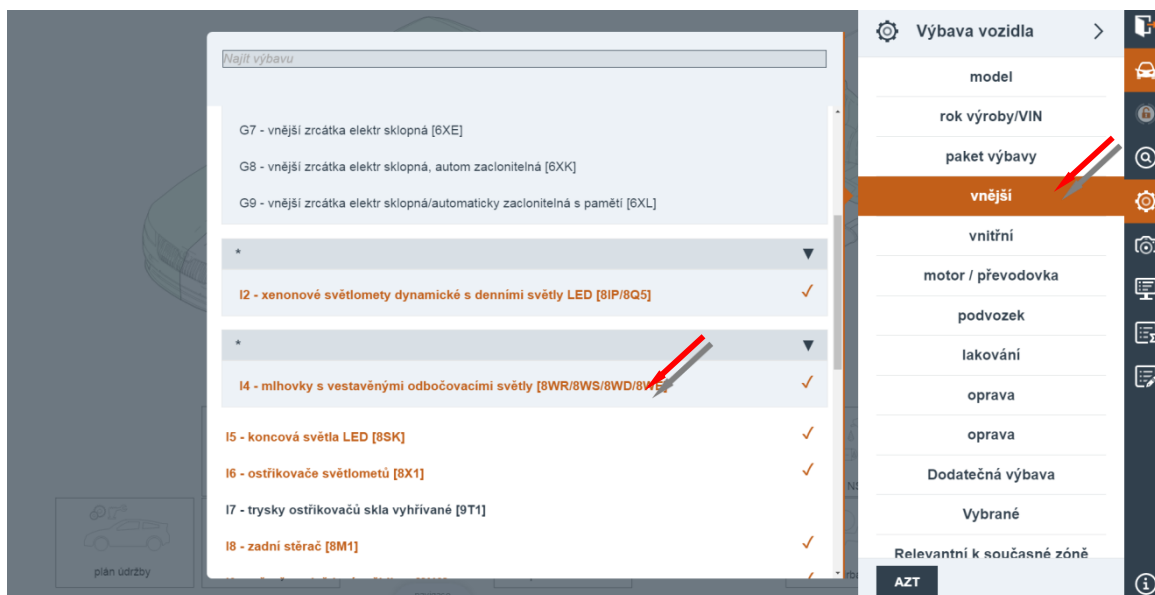 Najít výbavu
G7 - vnější zrcátka elektr sklopná [6XE]
G8 - vnější zrcátka elektr sklopná, autom zaclonitelná [6XK]
G9 - vnější zrcátka elektr sklopná/automaticky zaclonitelná s pamětí [6XL]
*
I2 - xenonové světlomety dynamické s denními světly LED [8IP/8Q5]
*
I4 - mlhovky s vestavěnými odbočovacími světly [8WR/8WS/8WD/8WE]
I5 - koncová světla LED [8SK]
I6 - ostřikovače světlometů [8X1]
I7 - trysky ostřikovačů skla vyhřívané [9T1]
I8 - zadní stěrač [8M1]
plán údržby
Výbava vozidla
model
rok výroby/VIN
paket výbavy
vnější
vnitřní
motor / převodovka
podvozek
lakování
oprava
oprava
Dodatečná výbava
Vybrané
Relevantní k současné zóně
AZT